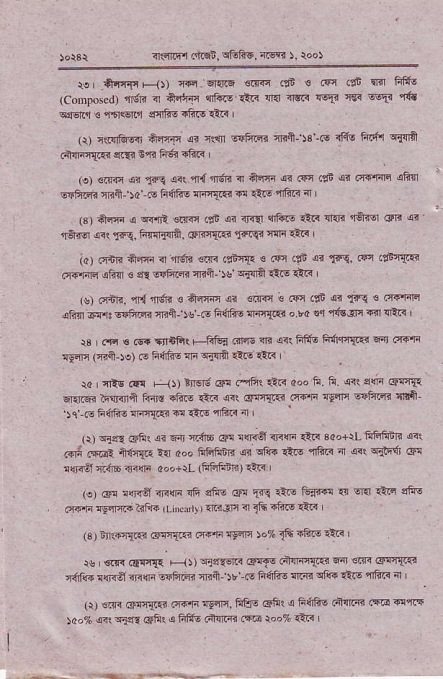 ১০২৪২ বাংলাদেশ গেজেট, অতিরিক্ত, নভেম্বর ১, ২০০১
২৩। কীলসনস।—(১) সকল জাহাজে ওয়েবস প্লেট ও ফেস প্লেট দ্বারা নির্মিত
(Composed) গার্ডার বা কীলসনস থাকিতে হইবে যাহা বাস্তবে যতদূর সম্ভব ততদূর পর্যন্ত
অগ্রভাগে ও পশ্চাৎভাগে প্রসারিত করিতে হইবে।
(২) সংযোজিতব্য কীলসনস এর সংখ্যা তফসিলের সারণী-'১৪'-তে বর্ণিত নির্দেশ অনুযায়ী
নৌযানসমূহের প্রস্থের উপর নির্ভর করিবে।
(৩) ওয়েবস এর পুরুত্ব এবং পার্শ্ব গার্ডার বা কীলসন এর ফেস প্লেট এর সেকশনাল এরিয়া
তফসিলের সারণী-'১৫'-তে নির্ধারিত মানসমূহের কম হইতে পারিবে না।
(৪) কীলসন এ অবশ্যই ওয়েবস প্লেট এর ব্যবস্থা থাকিতে হইবে যাহার গভীরতা ফ্লোর এর
গভীরতা এবং পুরুত্ব, নিয়মানুযায়ী, ফ্লোরসমূহের পুরুত্বের সমান হইবে।
(৫) সেন্টার কীলসন বা গার্ডার ওয়েব প্লেটসমূহ ও ফেস প্লেট এর পুরুত্ব, ফেস প্লেটসমূহের
সেকশনাল এরিয়া ও প্রস্থ তফসিলের সারণী-'১৬' অনুযায়ী হইতে হইবে।
(৬) সেন্টার, পার্শ্ব গার্ডার ও কীলসনস এর ওয়েবস ও ফেস প্লেট এর পুরুত্ব ও সেকশনাল
এরিয়া ক্রমশঃ তফসিলের সারণী-'১৬'-তে নির্ধারিত মানসমূহের ০.৮৫ গুণ পর্যন্ত হ্রাস করা যাইবে।
২৪। শেল ও ডেক স্ক্যান্টলিং।—বিভিন্ন রোলড বার এবং নির্মিত নির্মাণসমূহের জন্য সেকশন
মডুলাস (সরণী-১৩) তে নির্ধারিত মান অনুযায়ী হইতে হইবে।
২৫। সাইড ফ্রেম।—(১) ষ্ট্যান্ডার্ড ফ্রেম স্পেসিং হইবে ৫০০ মি. মি. এবং প্রধান ফ্রেমসমূহ
জাহাজের দৈর্ঘ্যব্যাপী বিন্যস্ত করিতে হইবে এবং ফ্রেমসমূহের সেকশন মডুলাস তফসিলের সারণী-
'১৭'-তে নির্ধারিত মানসমূহের কম হইতে পারিবে না।
(২) অনুপ্রস্থ ফ্রেমিং এর জন্য সর্বোচ্চ ফ্রেম মধ্যবর্তী ব্যবধান হইবে ৪৫০+২L মিলিমিটার এবং
কোন ক্ষেত্রেই শীর্ষসমূহে ইহা ৫০০ মিলিমিটার এর অধিক হইতে পারিবে না এবং অনুদৈর্ঘ্য ফ্রেম
মধ্যবর্তী সর্বোচ্চ ব্যবধান ৫০০+২L (মিলিমিটার) হইবে।
(৩) ফ্রেম মধ্যবর্তী ব্যবধান যদি প্রমিত ফ্রেম দূরত্ব হইতে ভিন্নরকম হয় তাহা হইলে প্রমিত
সেকশন মডুলাসকে রৈখিক (Linearly) হারে হ্রাস বা বৃদ্ধি করিতে হইবে।
(৪) ট্যাংকসমূহের ফ্রেমসমূহের সেকশন মডুলাস ১০% বৃদ্ধি করিতে হইবে।
২৬। ওয়েব ফ্রেমসমূহ।—(১) অনুপ্রস্থভাবে ফ্রেমকৃত নৌযানসমূহের জন্য ওয়েব ফ্রেমসমূহের
সর্বাধিক মধ্যবর্তী ব্যবধান তফসিলের সারণী-'১৮'-তে নির্ধারিত মানের অধিক হইতে পারিবে না।
(২) ওয়েব ফ্রেমসমূহের সেকশন মডুলাস, মিশ্রিত ফ্রেমিং এ নির্ধারিত নৌযানের ক্ষেত্রে কমপক্ষে
১৫০% এবং অনুপ্রস্থ ফ্রেমিং এ নির্মিত নৌযানের ক্ষেত্রে ২০০% হইবে।